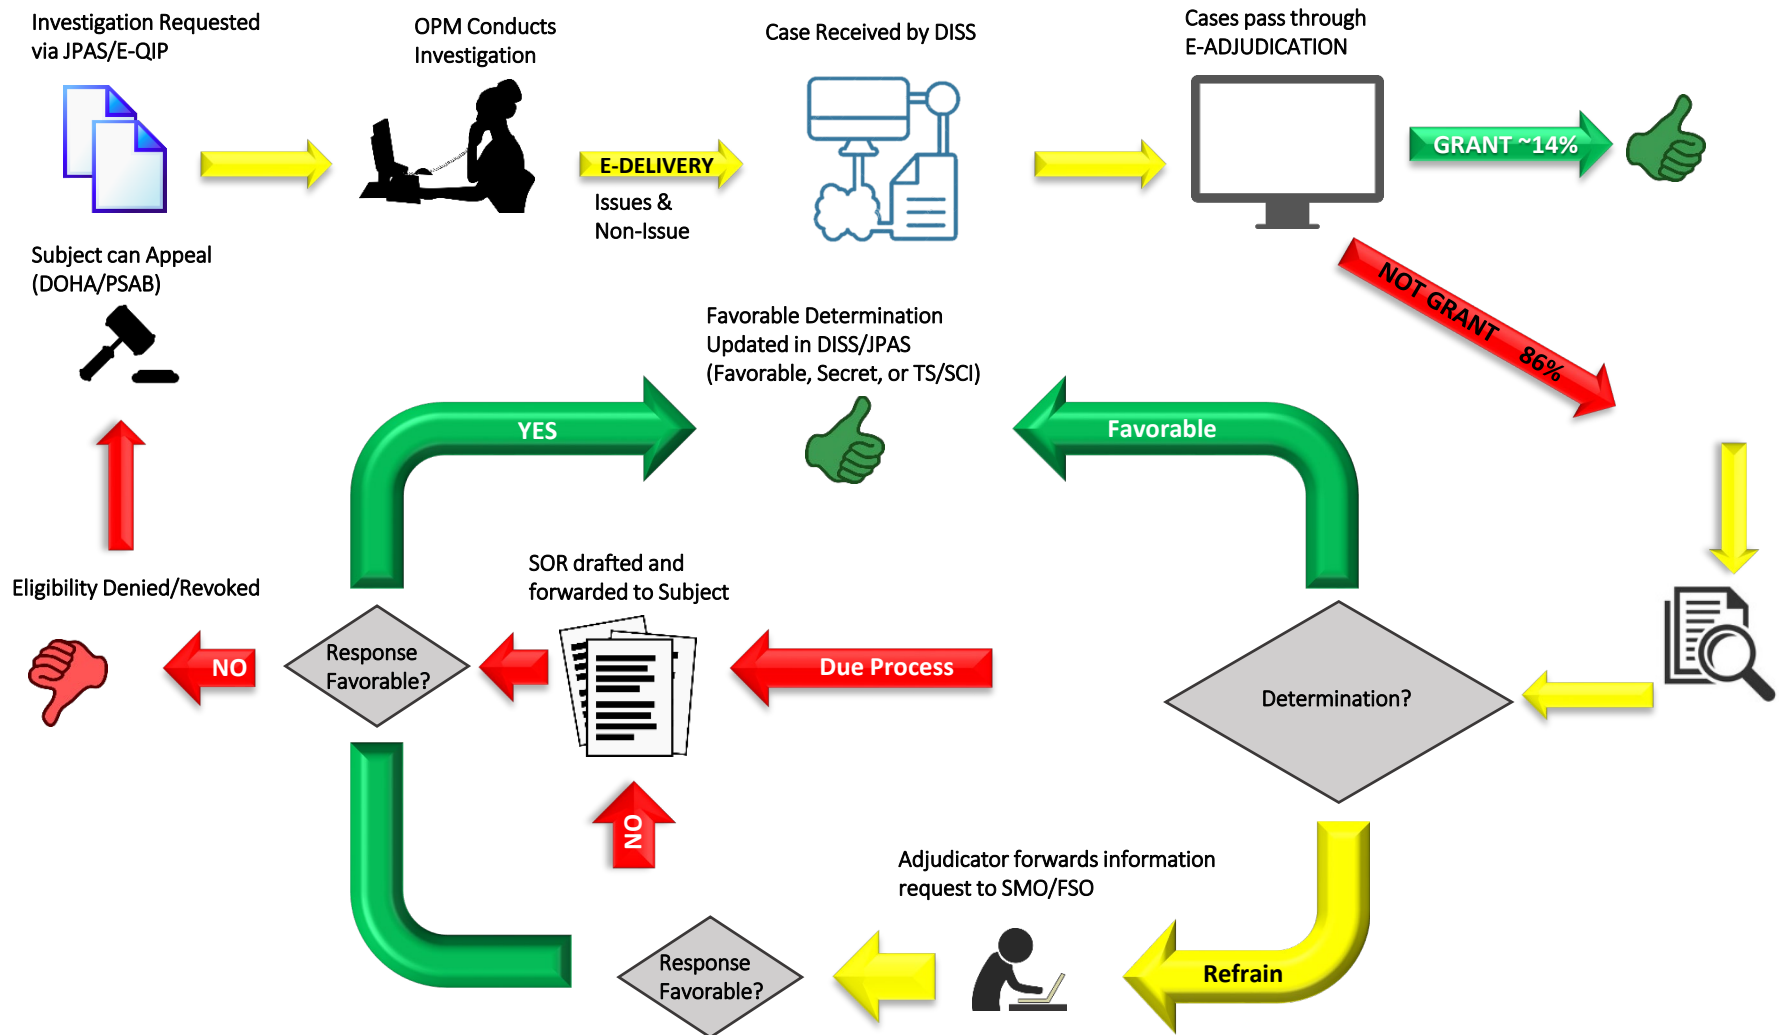 Investigation Requested
via JPAS/E-QIP
OPM Conducts
Investigation
Case Received by DISS
Cases pass through
E-ADJUDICATION
E-DELIVERY
Issues &
Non-Issue
GRANT ~14%
NOT GRANT 86%
Subject can Appeal
(DOHA/PSAB)
Favorable Determination
Updated in DISS/JPAS
(Favorable, Secret, or TS/SCI)
YES
Favorable
Eligibility Denied/Revoked
SOR drafted and
forwarded to Subject
NO
Response
Favorable?
Due Process
Determination?
NO
Adjudicator forwards information
request to SMO/FSO
Response
Favorable?
Refrain